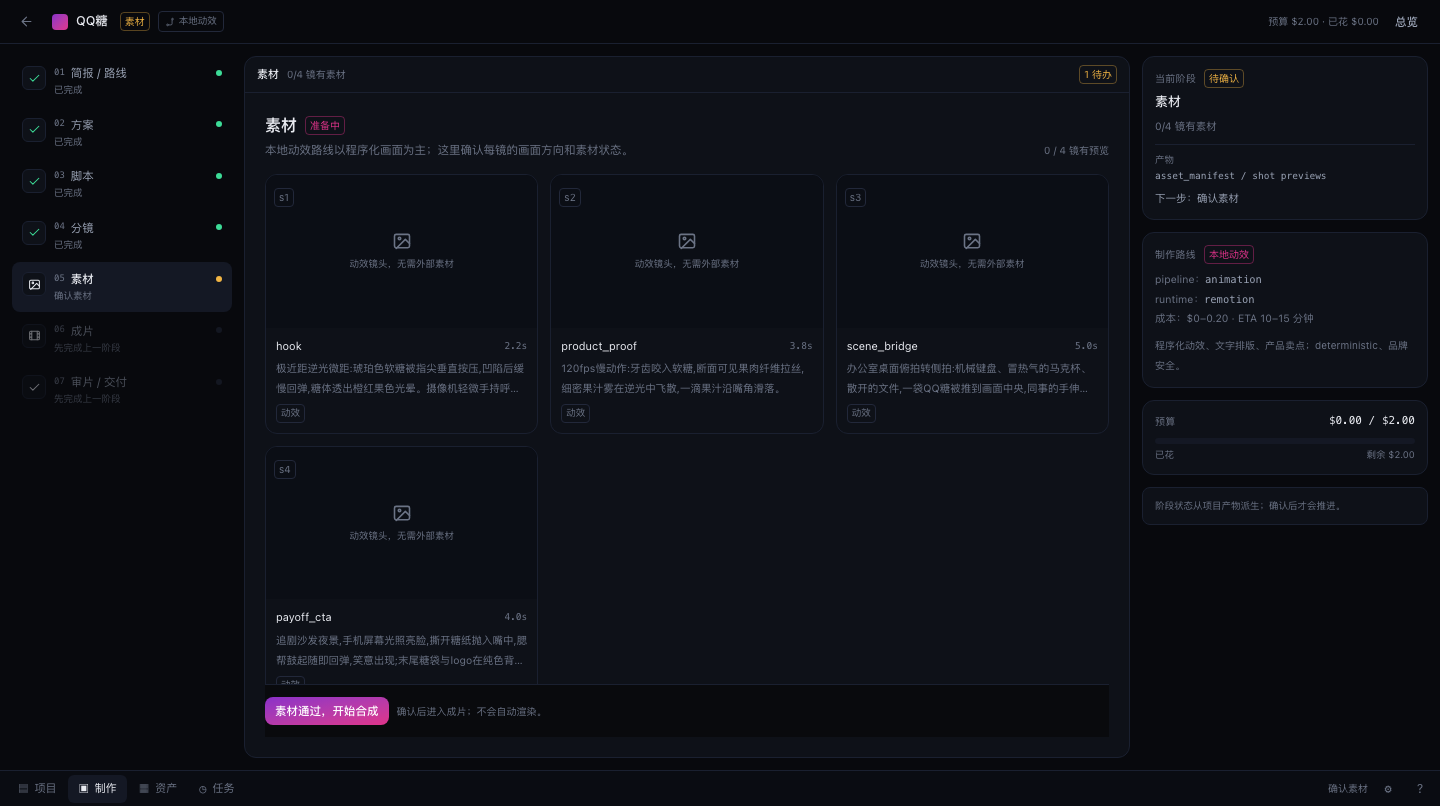 QQ糖 素材 本地动效
预算 $2.00 · 已花 $0.00 总览
01 简报 / 路线
已完成
02 方案
已完成
03 脚本
已完成
04 分镜
已完成
05 素材
确认素材
06 成片
先完成上一阶段
07 审片 / 交付
先完成上一阶段
素材 0/4 镜有素材
1 待办
素材 准备中
本地动效路线以程序化画面为主；这里确认每镜的画面方向和素材状态。
0 / 4 镜有预览
s1
动效镜头，无需外部素材
hook 2.2s
极近距逆光微距:琥珀色软糖被指尖垂直按压,凹陷后缓
慢回弹,糖体透出橙红果色光晕。摄像机轻微手持呼…
动效
s2
动效镜头，无需外部素材
product_proof 3.8s
120fps慢动作:牙齿咬入软糖,断面可见果肉纤维拉丝,
细密果汁雾在逆光中飞散,一滴果汁沿嘴角滑落。
动效
s3
动效镜头，无需外部素材
scene_bridge 5.0s
办公室桌面俯拍转侧拍:机械键盘、冒热气的马克杯、
散开的文件,一袋QQ糖被推到画面中央,同事的手伸…
动效
s4
动效镜头，无需外部素材
payoff_cta 4.0s
追剧沙发夜景,手机屏幕光照亮脸,撕开糖纸抛入嘴中,腮
帮鼓起随即回弹,笑意出现;末尾糖袋与logo在纯色背…
动效
素材通过，开始合成 确认后进入成片；不会自动渲染。
当前阶段 待确认
素材
0/4 镜有素材
产物
asset_manifest / shot previews
下一步：确认素材
制作路线 本地动效
pipeline：animation
runtime：remotion
成本：$0–0.20 · ETA 10–15 分钟
程序化动效、文字排版、产品卖点；deterministic、品牌
安全。
预算 $0.00 / $2.00
已花 剩余 $2.00
阶段状态从项目产物派生；确认后才会推进。
项目 制作 资产 任务
确认素材 ?